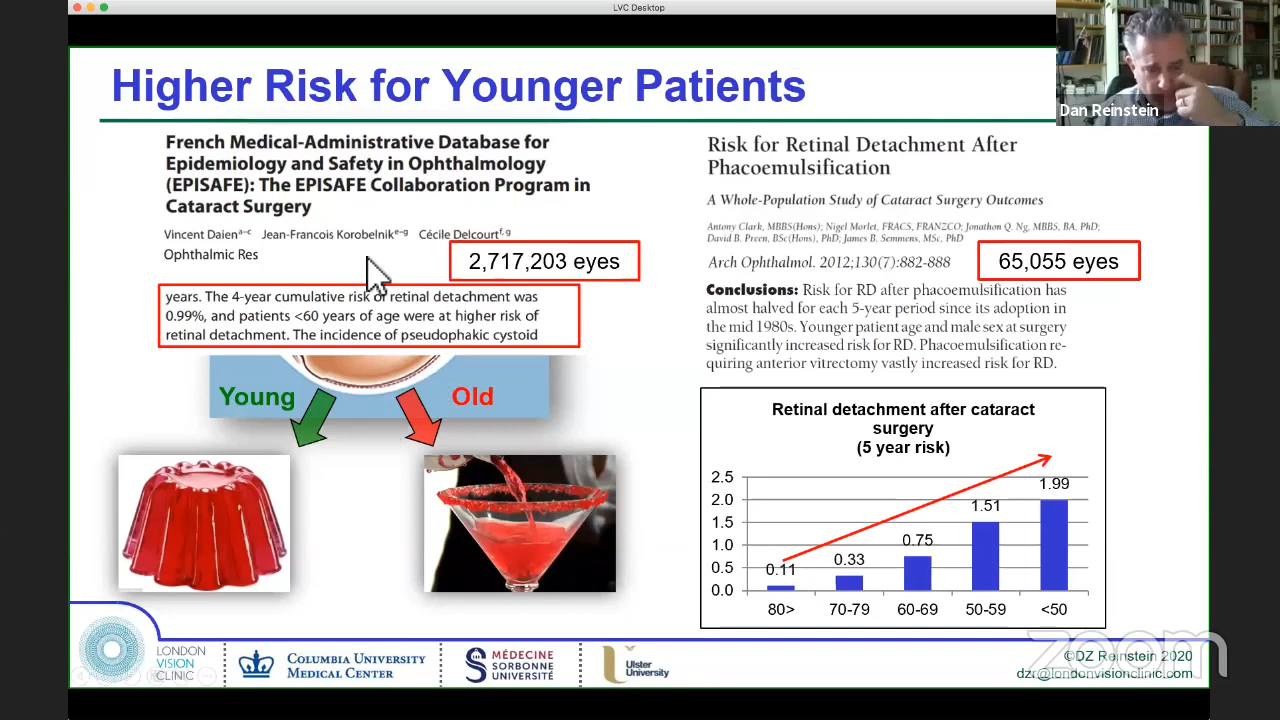 LVC Desktop
Higher Risk for Younger Patients
Dan Reinstein
French Medical-Administrative Database for
Epidemiology and Safety in Ophthalmology
(EPISAFE): The EPISAFE Collaboration Program in
Cataract Surgery
Vincent Daien a–c Jean-Francois Korobelnik e–g Cécile Delcourt f, g
Ophthalmic Res
2,717,203 eyes
years. The 4-year cumulative risk of retinal detachment was
0.99%, and patients <60 years of age were at higher risk of
retinal detachment. The incidence of pseudophakic cystoid
Young
Old
Risk for Retinal Detachment After
Phacoemulsification
A Whole-Population Study of Cataract Surgery Outcomes
Antony Clark, MBBS(Hons); Nigel Morlet, FRACS, FRANZCO; Jonathon Q. Ng, MBBS, BA, PhD;
David B. Preen, BSc(Hons), PhD; James B. Semmens, MSc, PhD
Arch Ophthalmol. 2012;130(7):882-888
65,055 eyes
Conclusions: Risk for RD after phacoemulsification has
almost halved for each 5-year period since its adoption in
the mid 1980s. Younger patient age and male sex at surgery
significantly increased risk for RD. Phacoemulsification re-
quiring anterior vitrectomy vastly increased risk for RD.
Retinal detachment after cataract
surgery
(5 year risk)
2.5
2.0
1.5
1.0
0.5
0.0
0.11
0.33
0.75
1.51
1.99
80>
70-79
60-69
50-59
<50
LONDON
VISION
CLINIC
COLUMBIA UNIVERSITY
MEDICAL CENTER
MÉDECINE
SORBONNE
UNIVERSITÉ
Ulster
University
©DZ Reinstein 2020
dzr@londonvisionclinic.com
zoom